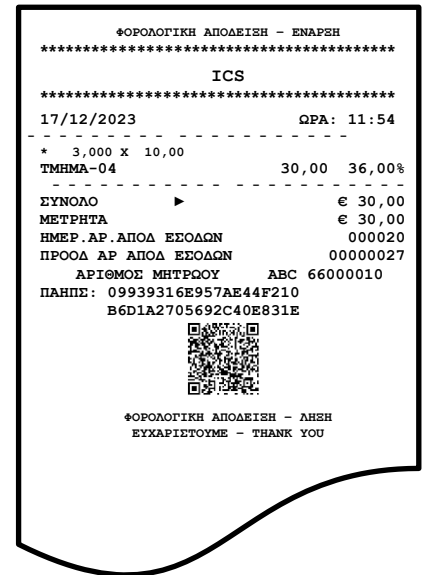 ΦΟΡΟΛΟΓΙΚΗ ΑΠΟΔΕΙΞΗ – ΕΝΑΡΞΗ
******************************************
ICS
******************************************
17/12/2023 ΩΡΑ: 11:54
- - - - - - - - - - - - - - - - - - - -
* 3,000 X 10,00
ΤΜΗΜΑ-04 30,00 36,00%
- - - - - - - - - - - - - - - - - - - - -
ΣΥΝΟΛΟ ► € 30,00
ΜΕΤΡΗΤΑ € 30,00
ΗΜΕΡ.ΑΡ.ΑΠΟΔ ΕΣΟΔΩΝ 000020
ΠΡΟΟΔ ΑΡ ΑΠΟΔ ΕΣΟΔΩΝ 00000027
ΑΡΙΘΜΟΣ ΜΗΤΡΩΟΥ ABC 66000010
ΠΑΗΠΣ: 09939316E957AE44F210
B6D1A2705692C40E831E
ΦΟΡΟΛΟΓΙΚΗ ΑΠΟΔΕΙΞΗ – ΛΗΞΗ
ΕΥΧΑΡΙΣΤΟΥΜΕ – THANK YOU